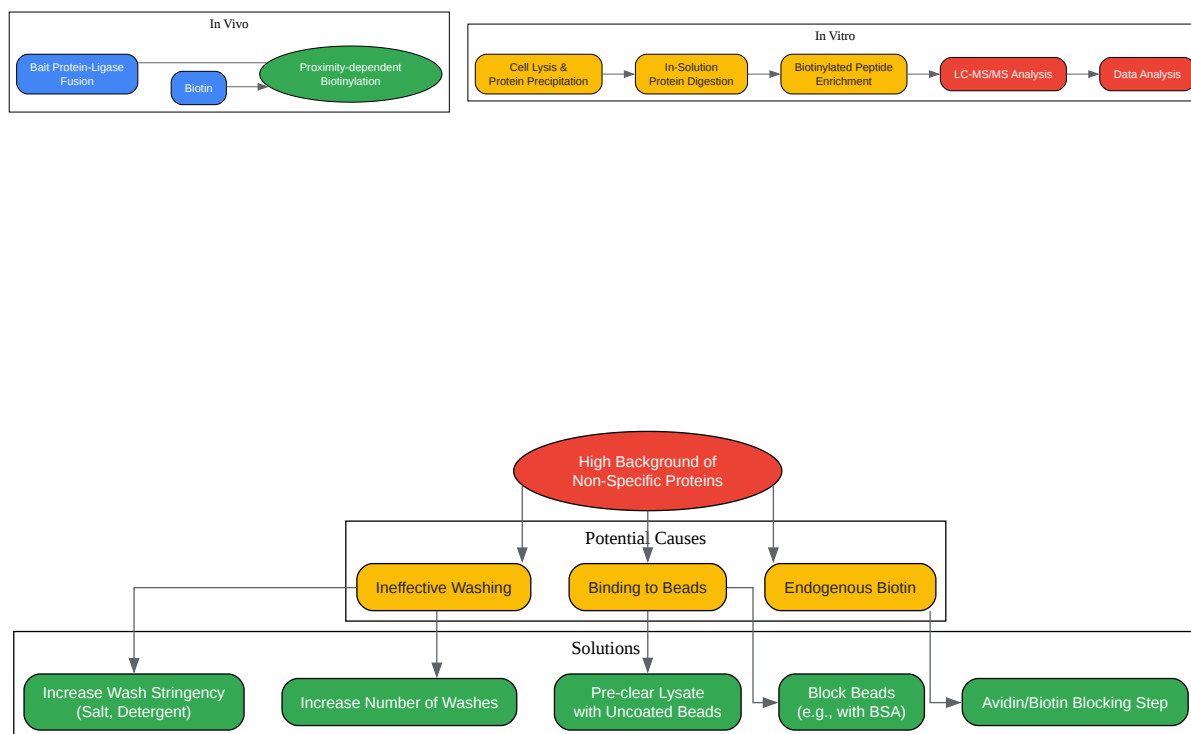 In Vivo
Bait Protein-Ligase
Fusion
Biotin
Proximity-dependent
Biotinylation
In Vitro
Cell Lysis &
Protein Precipitation
In-Solution
Protein Digestion
Biotinylated Peptide
Enrichment
LC-MS/MS Analysis
Data Analysis
High Background of
Non-Specific Proteins
Potential Causes
Ineffective Washing
Binding to Beads
Endogenous Biotin
Solutions
Increase Wash Stringency
(Salt, Detergent)
Increase Number of Washes
Pre-clear Lysate
with Uncoated Beads
Block Beads
(e.g., with BSA)
Avidin/Biotin Blocking Step